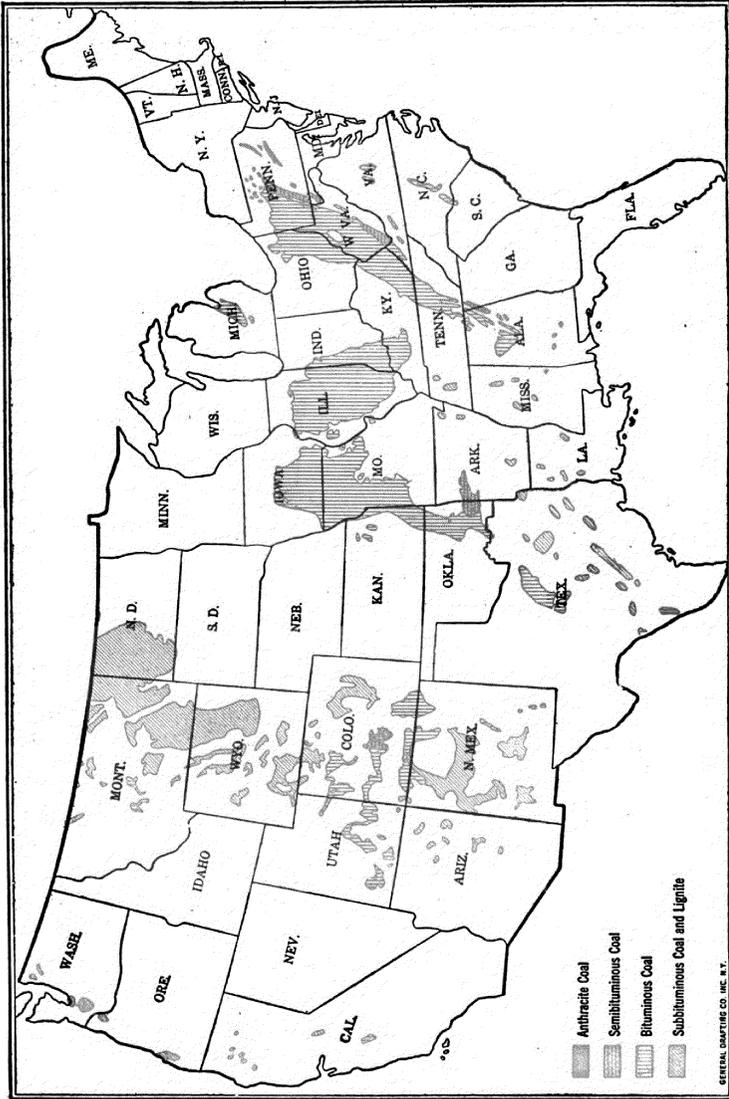 WASH.
ORE.
CAL.
NEV.
IDAHO
MONT.
WYO.
UTAH
COLO.
ARIZ.
N. MEX.
N. D.
S. D.
NEB.
KAN.
OKLA.
TEX.
MINN.
IOWA
MO.
ARK.
LA.
WIS.
ILL.
MICH.
IND.
OHIO
KY.
TENN.
MISS.
ALA.
GA.
FLA.
S. C.
N. C.
VA.
W. VA.
MD.
DEL.
PENN.
N. J.
N. Y.
CONN.
R.I.
MASS.
VT.
N. H.
ME.
Anthracite Coal
Semibituminous Coal
Bituminous Coal
Subbituminous Coal and Lignite
GENERAL DRAFTING CO. INC. N.Y.